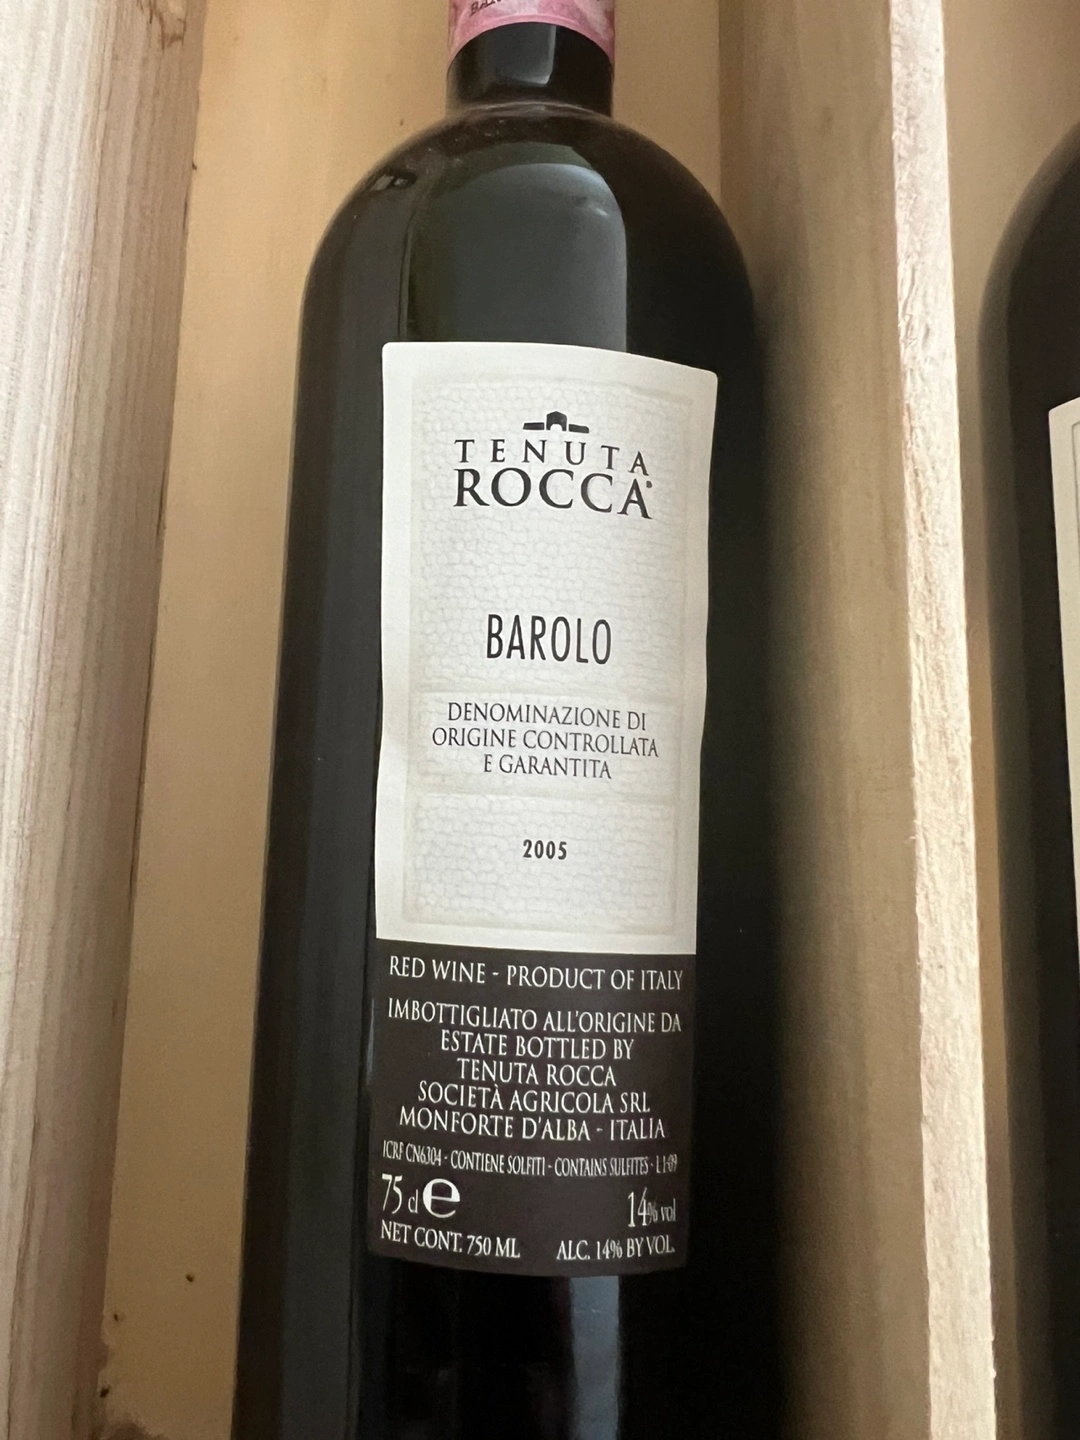 TENUTA
ROCCA®
BAROLO
DENOMINAZIONE DI
ORIGINE CONTROLLATA
E GARANTITA
2005
RED WINE - PRODUCT OF ITALY
IMBOTTIGLIATO ALL'ORIGINE DA
ESTATE BOTTLED BY
TENUTA ROCCA
SOCIETÀ AGRICOLA SRL
MONFORTE D'ALBA - ITALIA
ICRF CN6304 - CONTIENE SOLFITI - CONTAINS SULFITES - L1-09
75 cl e 14% vol
NET CONT. 750 ML ALC. 14% BY VOL.